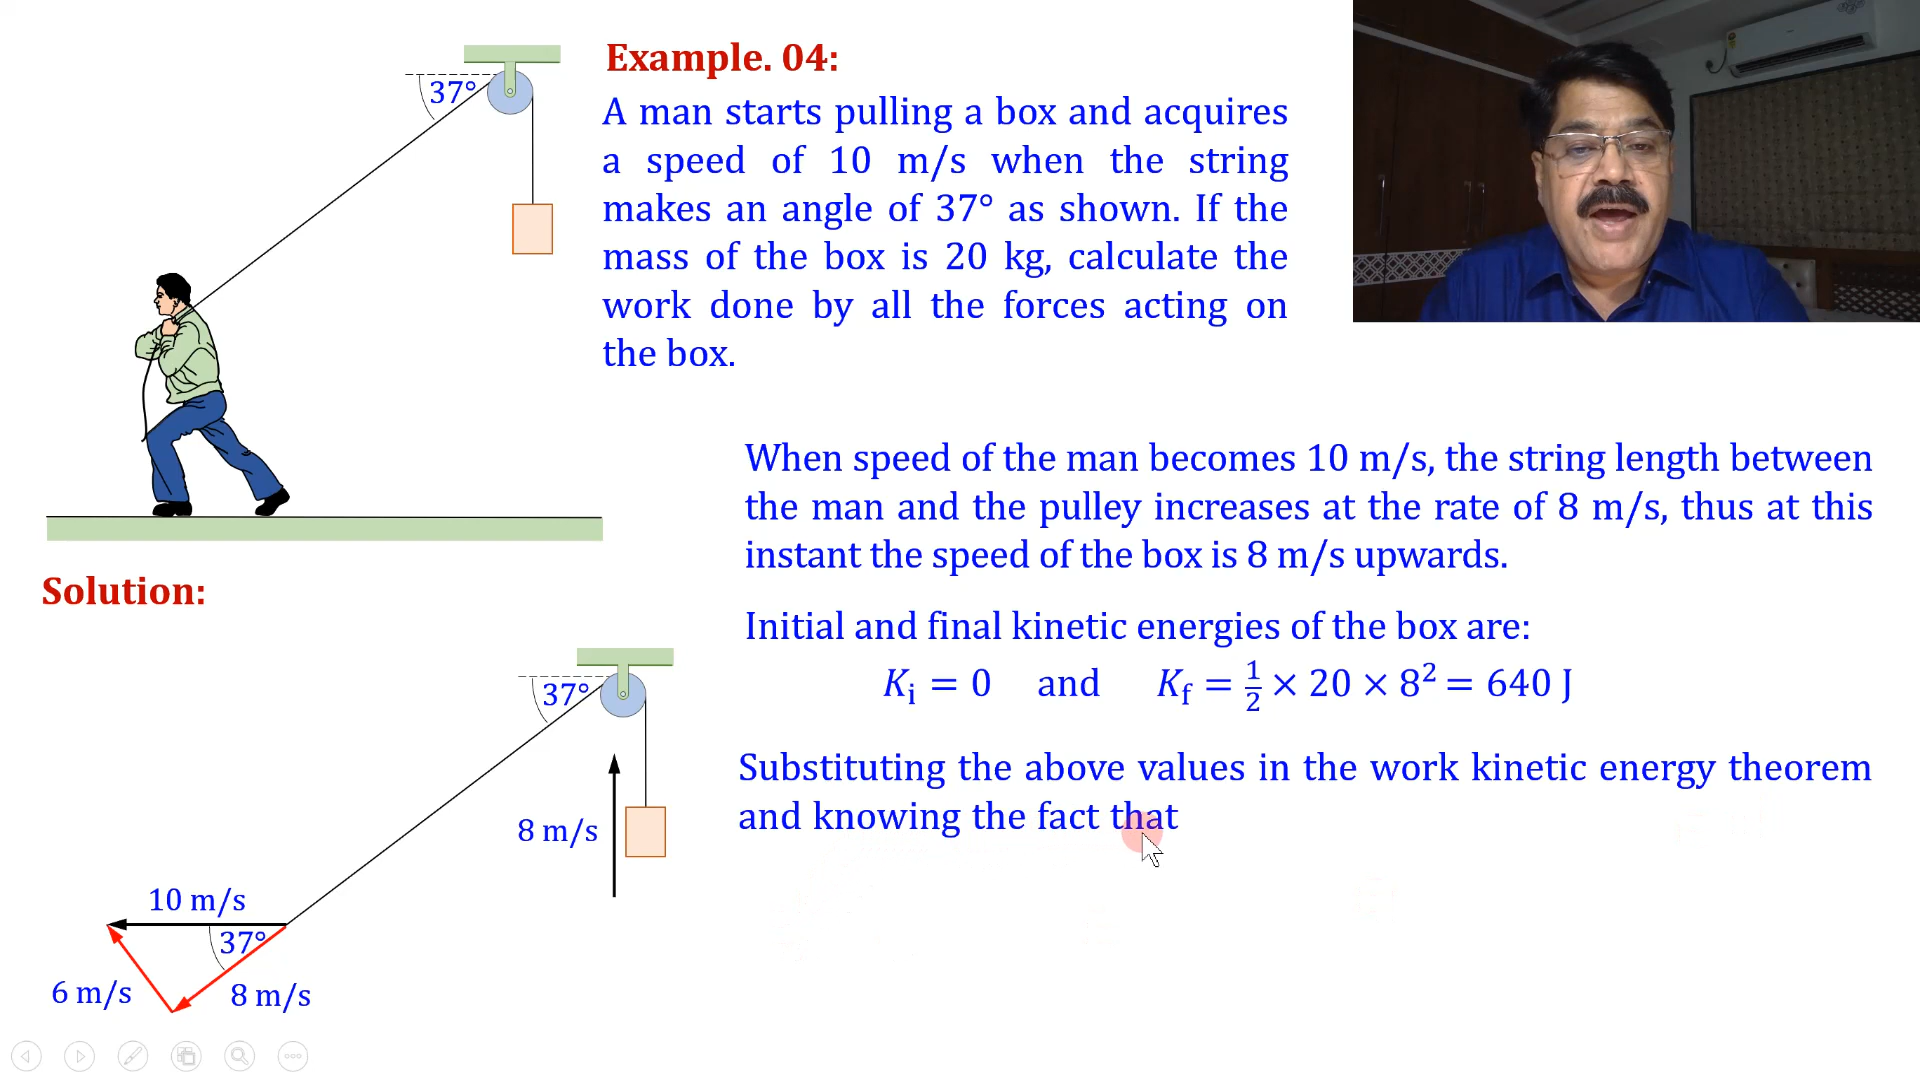 37°
Example. 04:
A man starts pulling a box and acquires
a speed of 10 m/s when the string
makes an angle of 37° as shown. If the
mass of the box is 20 kg, calculate the
work done by all the forces acting on
the box.
When speed of the man becomes 10 m/s, the string length between
the man and the pulley increases at the rate of 8 m/s, thus at this
instant the speed of the box is 8 m/s upwards.
Solution:
Initial and final kinetic energies of the box are:
K_i = 0 and K_f = 1/2 × 20 × 8² = 640 J
Substituting the above values in the work kinetic energy theorem
and knowing the fact that
37°
8 m/s
10 m/s
37°
6 m/s
8 m/s